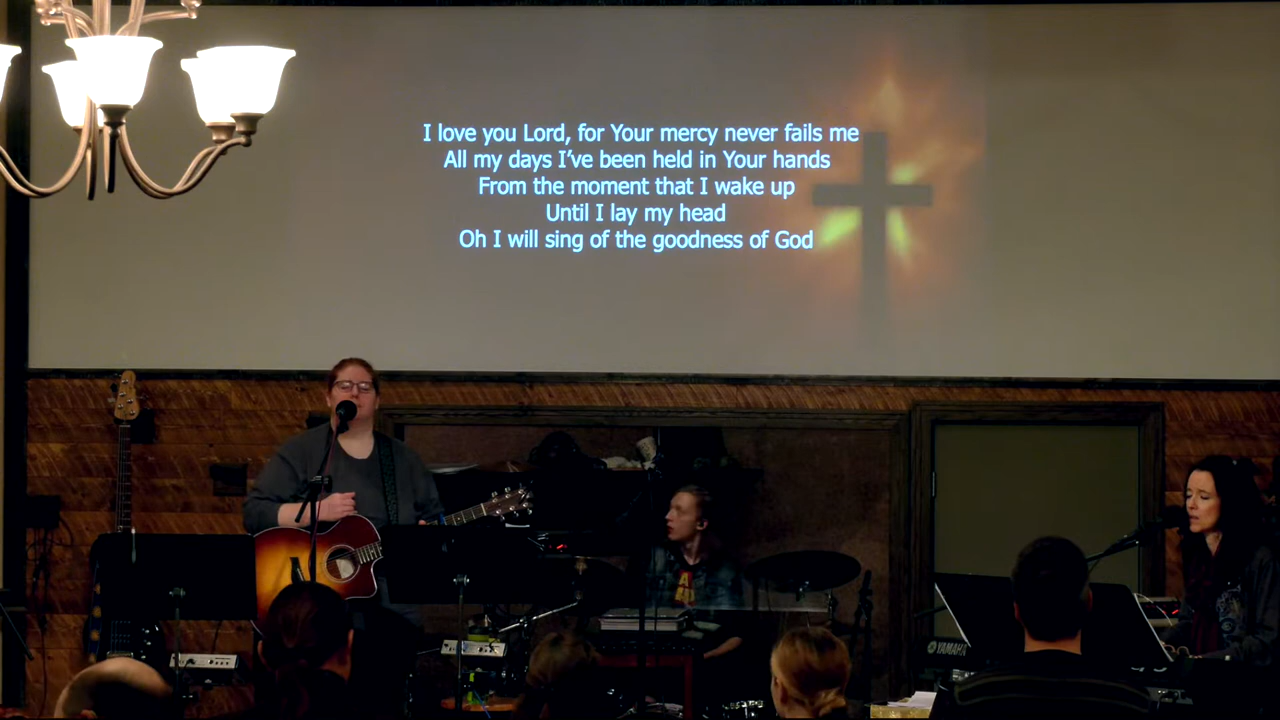 I love you Lord, for Your mercy never fails me
All my days I've been held in Your hands
From the moment that I wake up
Until I lay my head
Oh I will sing of the goodness of God
YAMAHA